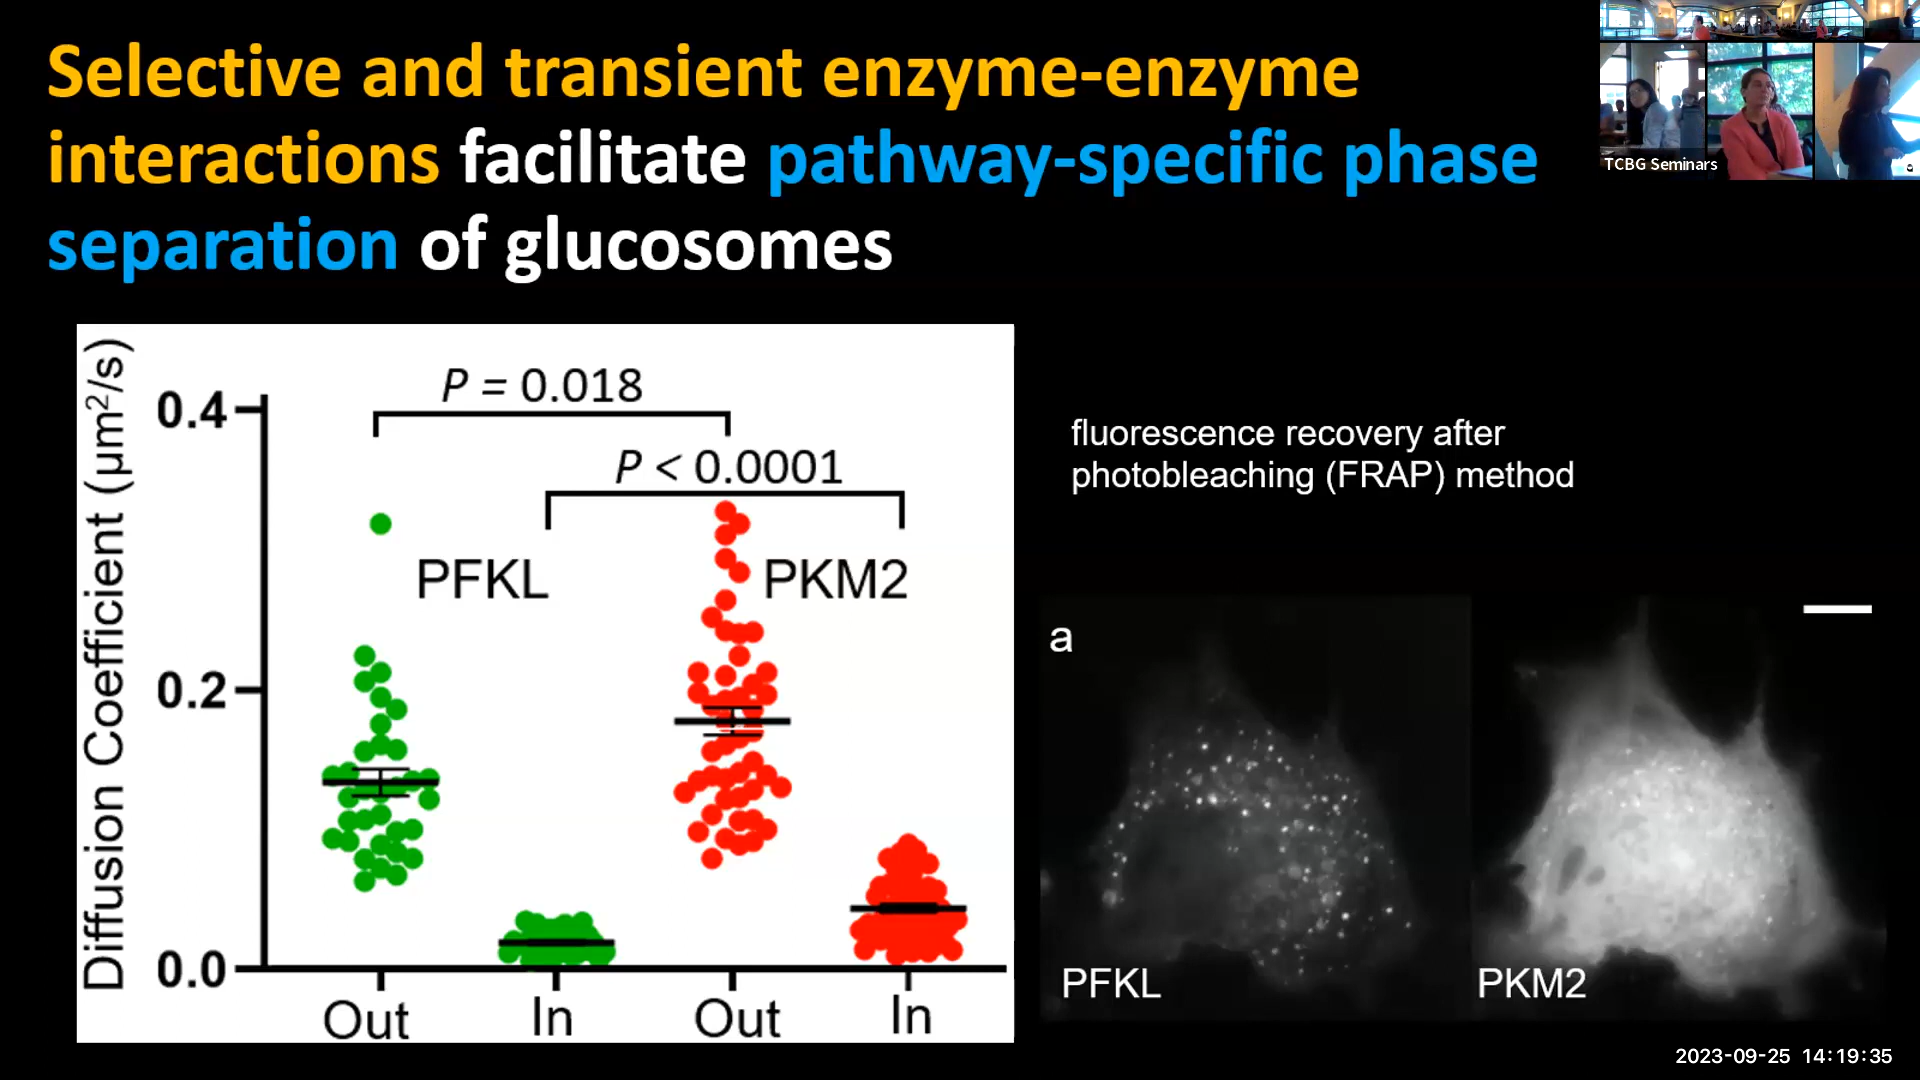 Selective and transient enzyme-enzyme
interactions facilitate pathway-specific phase
separation of glucosomes
TCBG Seminars
Diffusion Coefficient (µm²/s)
0.4
0.2
0.0
P = 0.018
P < 0.0001
PFKL
PKM2
Out
In
Out
In
fluorescence recovery after
photobleaching (FRAP) method
a
PFKL
PKM2
2023-09-25 14:19:35